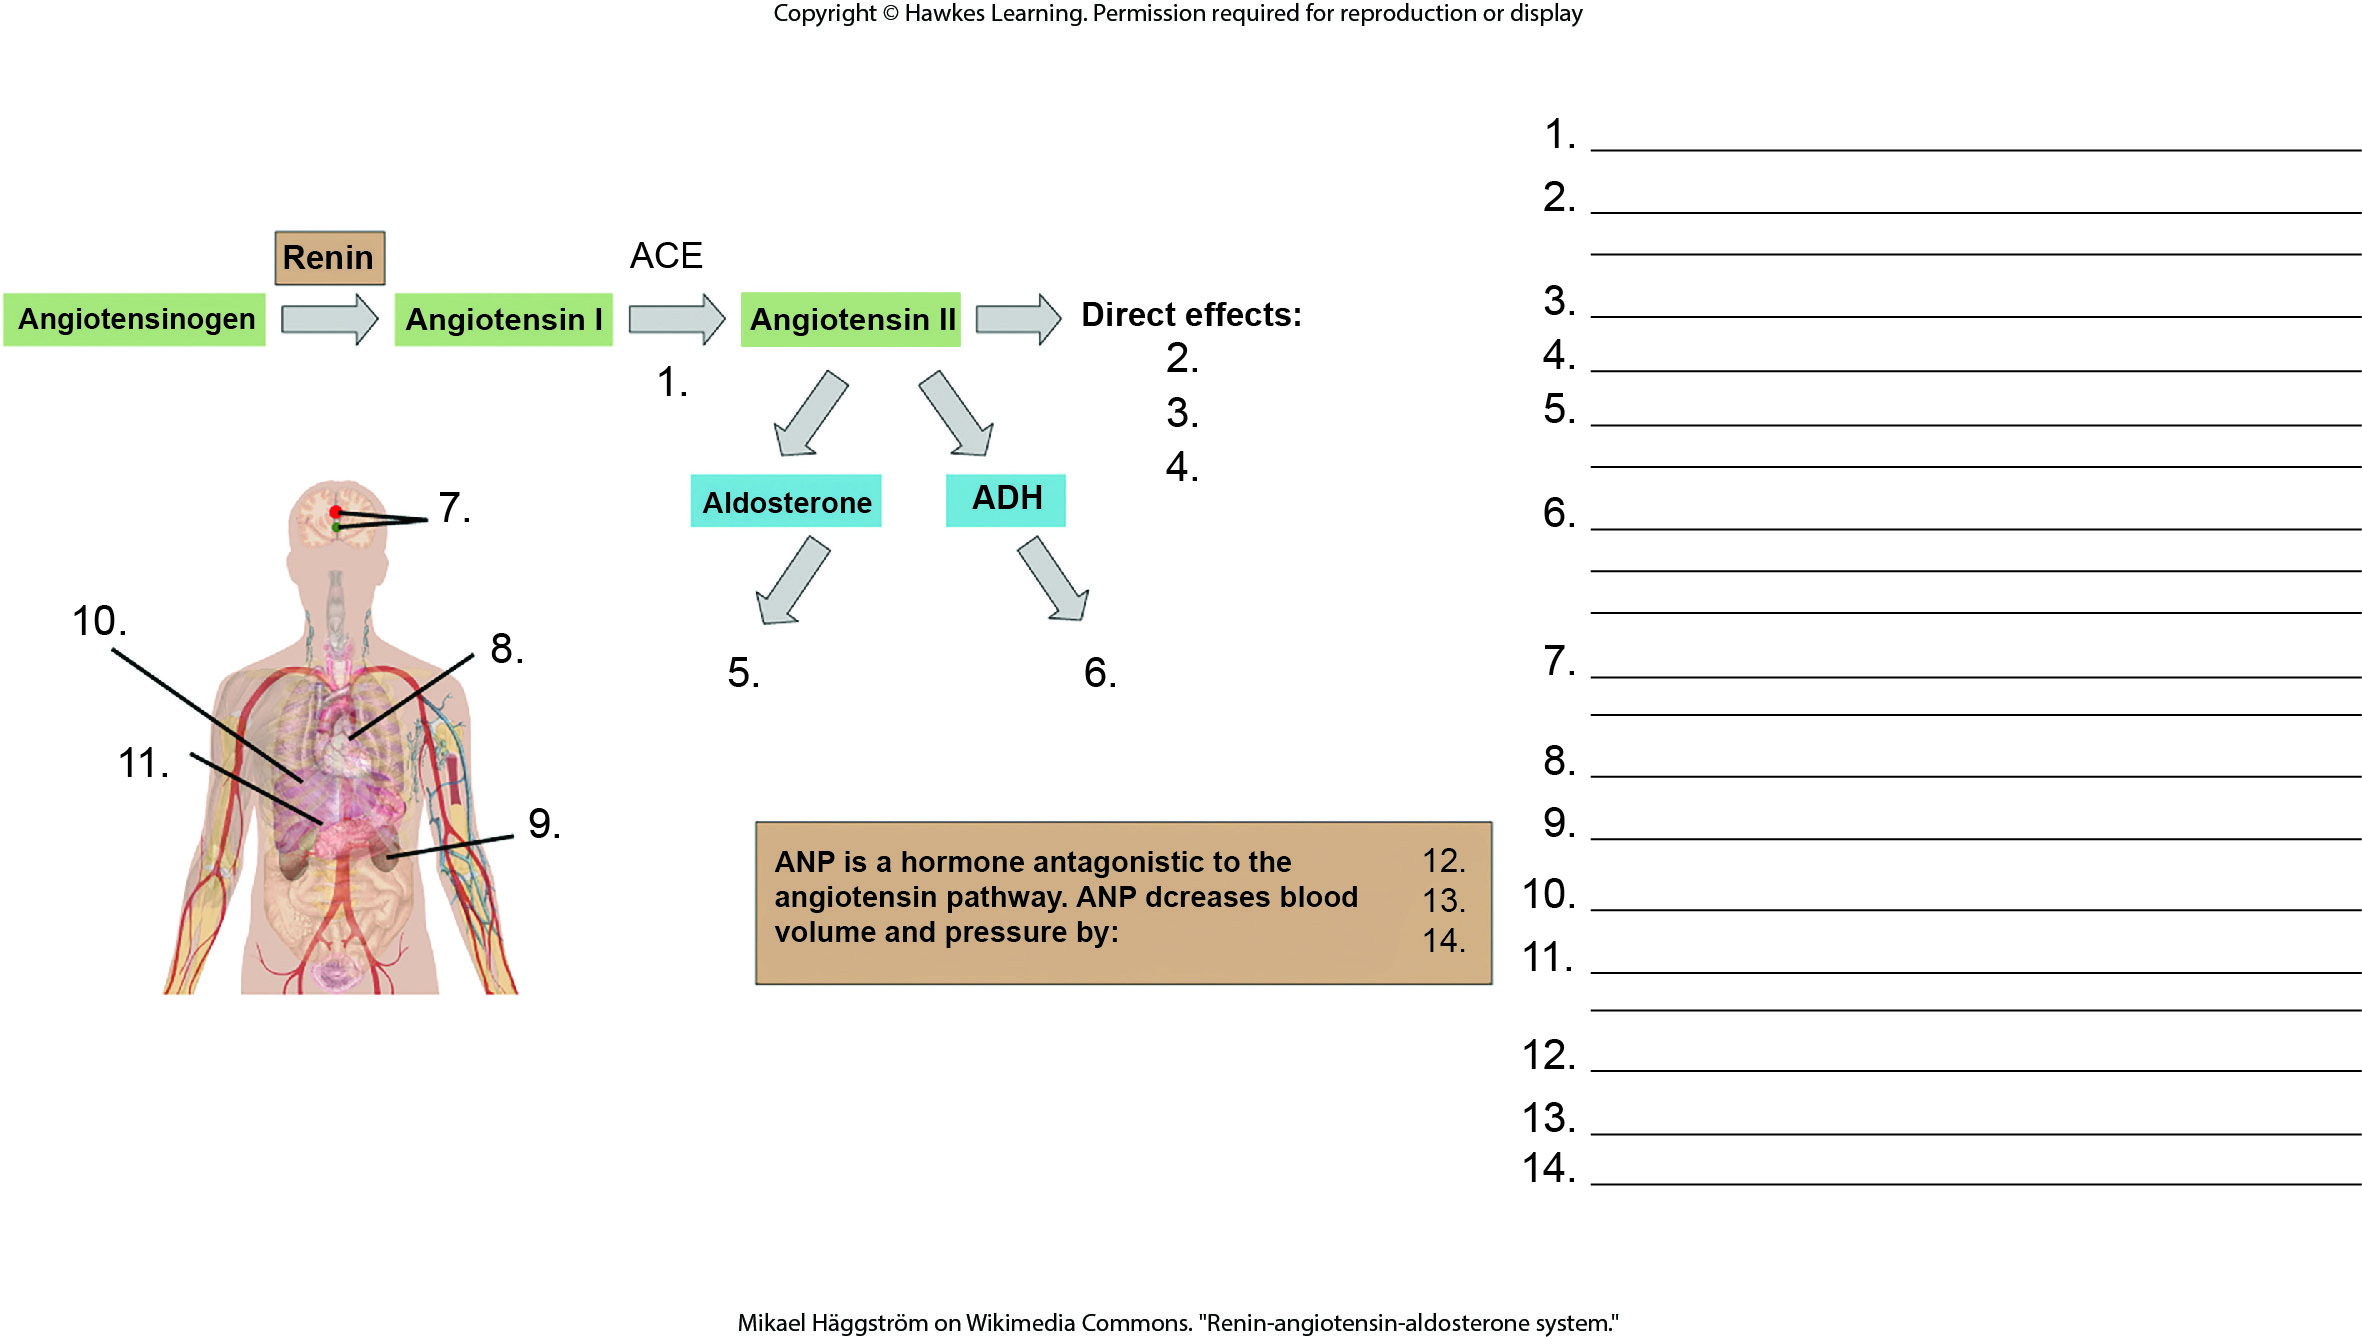 Copyright © Hawkes Learning. Permission required for reproduction or display
Renin
ACE
Angiotensinogen
Angiotensin I
Angiotensin II
Direct effects:
1.
2.
3.
4.
Aldosterone
ADH
5.
6.
7.
8.
9.
10.
11.
ANP is a hormone antagonistic to the
angiotensin pathway. ANP dcreases blood
volume and pressure by:
12.
13.
14.
1.
2.
3.
4.
5.
6.
7.
8.
9.
10.
11.
12.
13.
14.
Mikael Häggström on Wikimedia Commons. "Renin-angiotensin-aldosterone system."